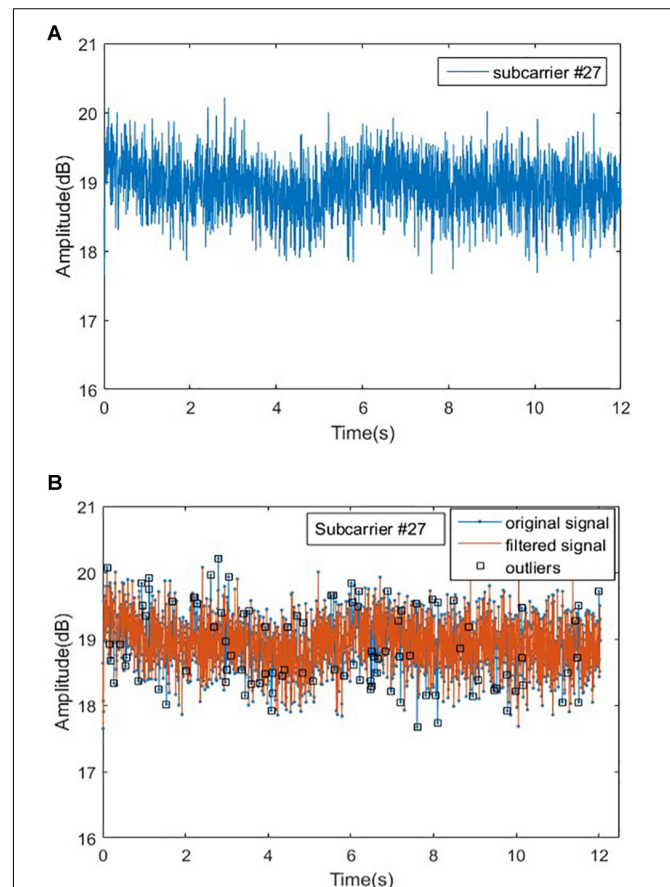 A
21
20
19
18
17
16
Amplitude(dB)
subcarrier #27
0 2 4 6 8 10 12
Time(s)
B
21
20
19
18
17
16
Amplitude(dB)
Subcarrier #27
original signal
filtered signal
outliers
0 2 4 6 8 10 12
Time(s)